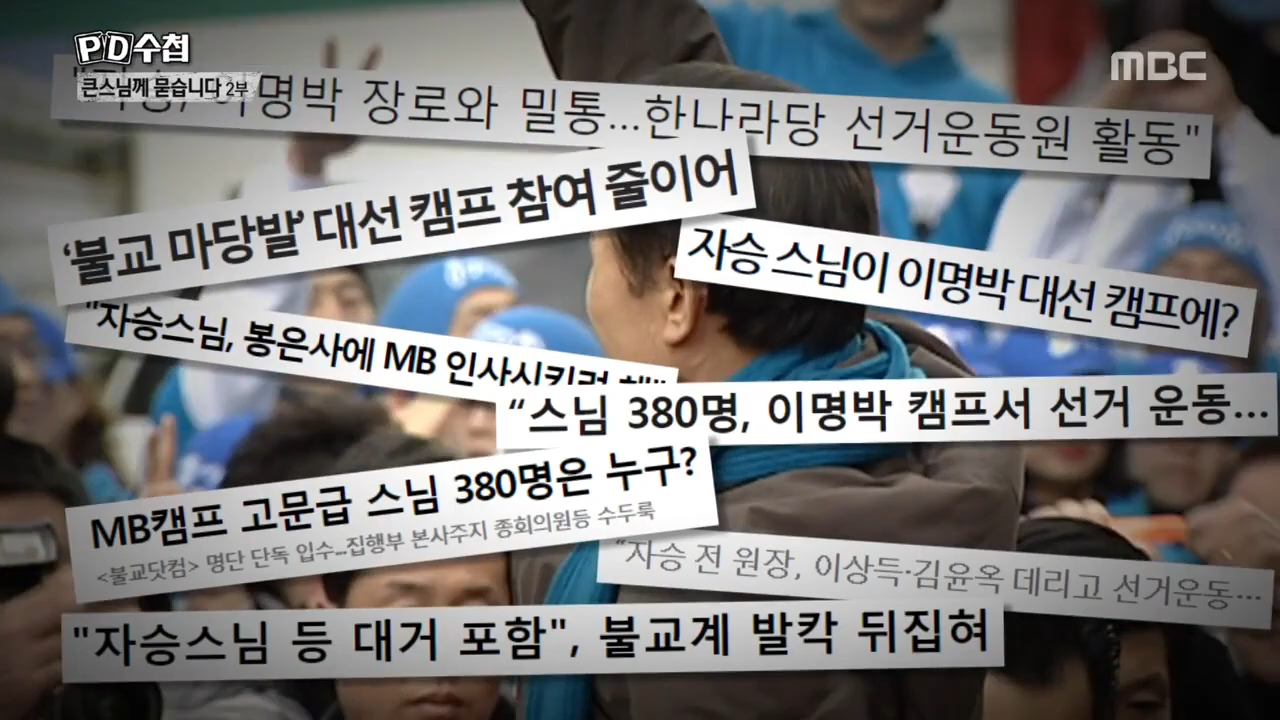 PD수첩
MBC
큰스님께 묻습니다 2부
이명박 장로와 밀통...한나라당 선거운동원 활동"
‘불교 마당발’ 대선 캠프 참여 줄이어
자승 스님이 이명박 대선 캠프에?
"자승스님, 봉은사에 MB 인사시키려
“스님 380명, 이명박 캠프서 선거 운동...
MB캠프 고문급 스님 380명은 누구?
<불교닷컴> 명단 단독 입수...집행부 본사주지 종회의원등 수두룩
“자승 전 원장, 이상득·김윤옥 데리고 선거운동...
"자승스님 등 대거 포함", 불교계 발칵 뒤집혀